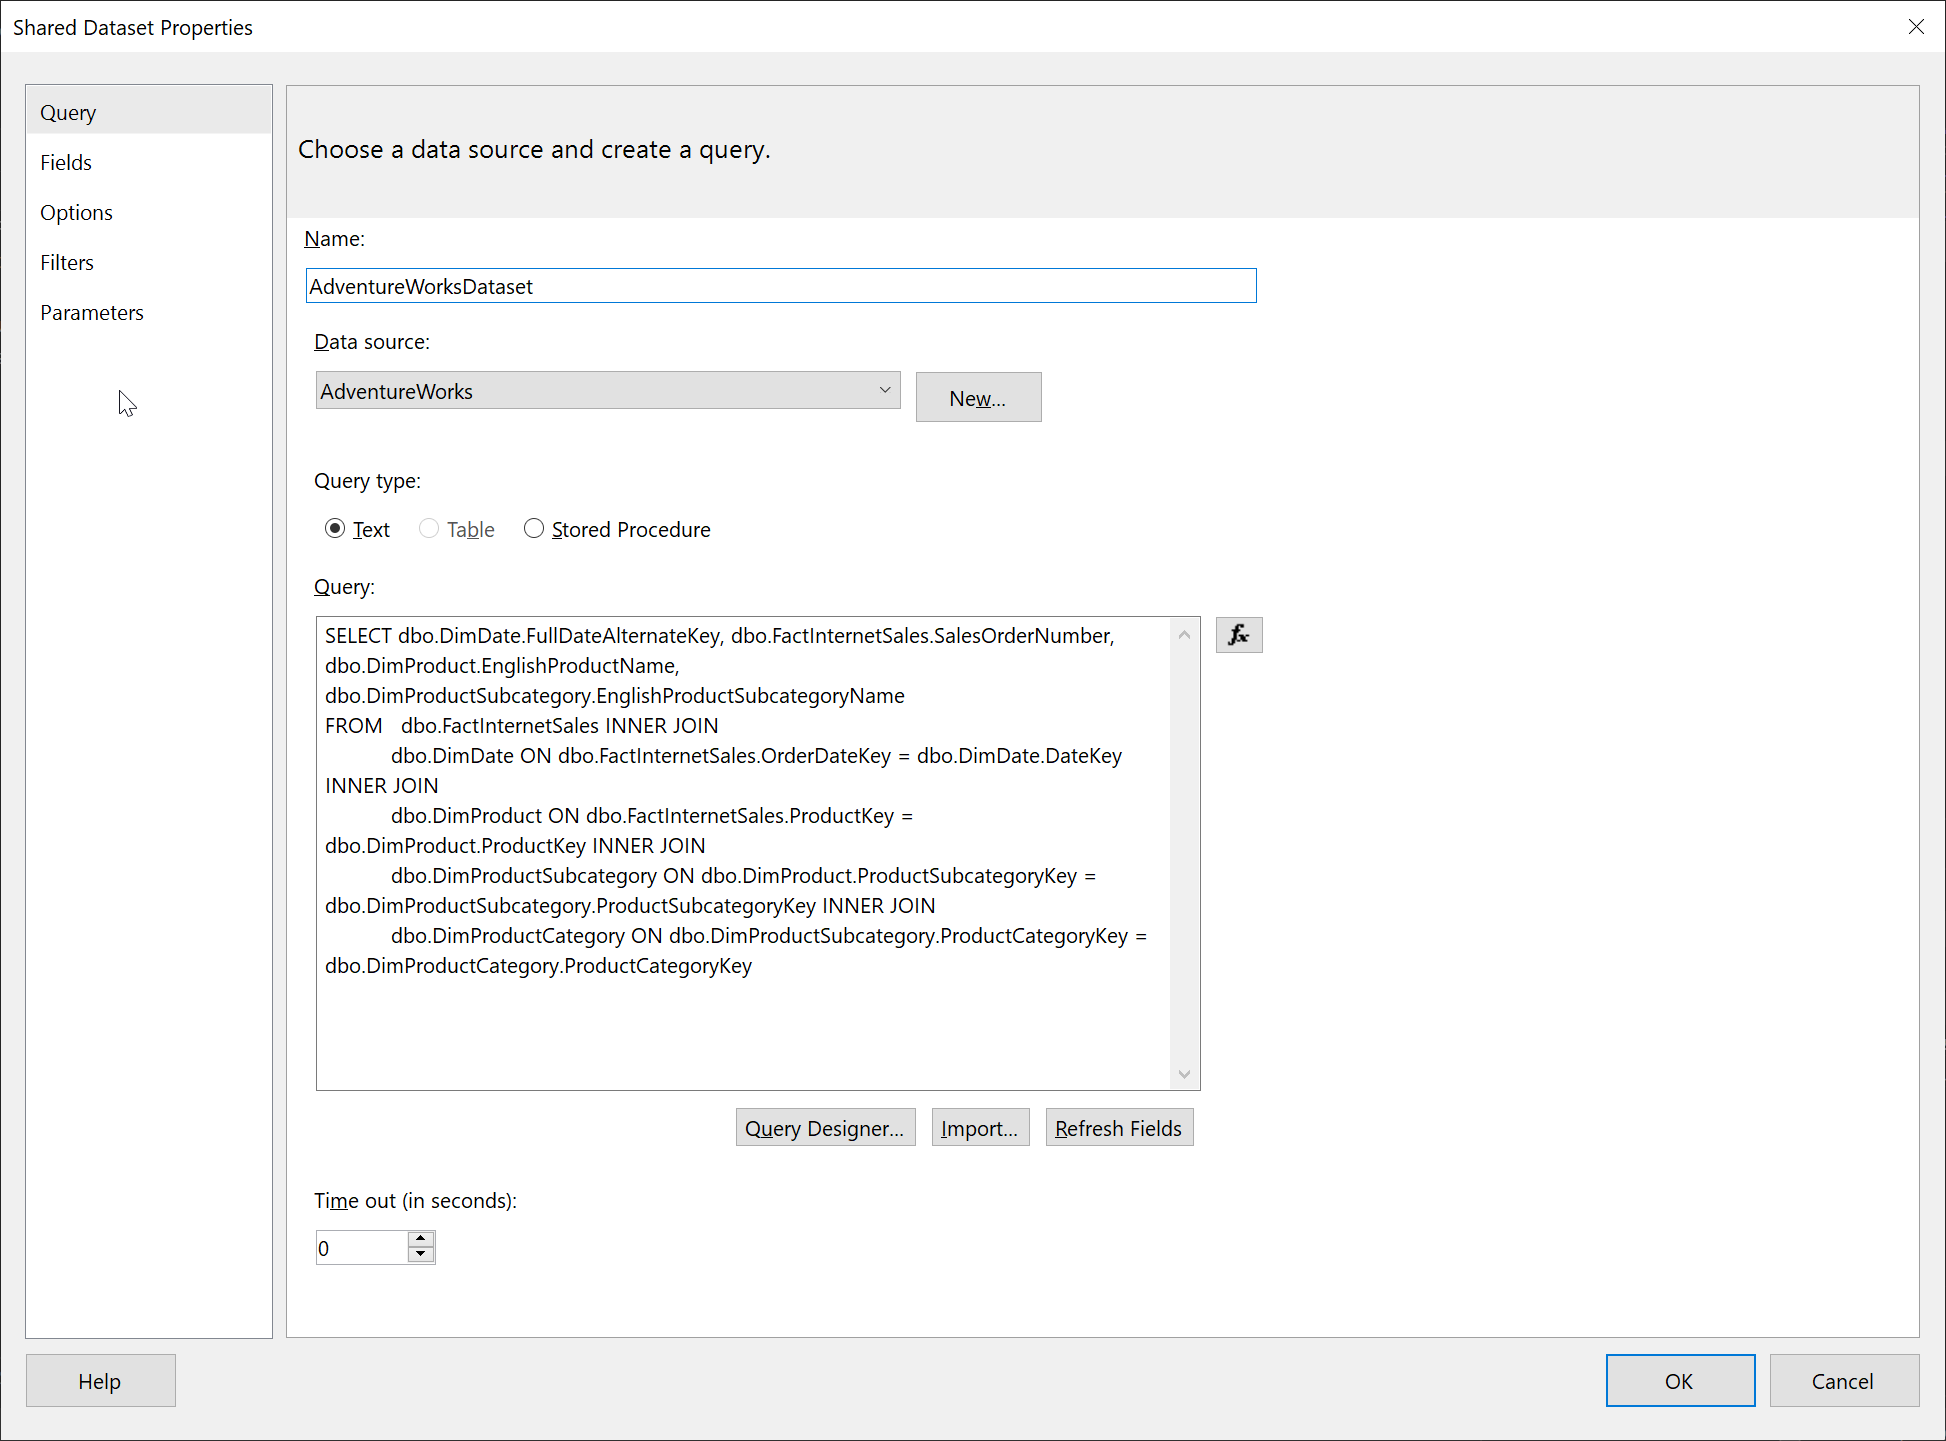 Shared Dataset Properties
Query
Fields
Options
Filters
Parameters
Choose a data source and create a query.
Name:
AdventureWorksDataset
Data source:
AdventureWorks
New...
Query type:
Text Table Stored Procedure
Query:
SELECT dbo.DimDate.FullDateAlternateKey, dbo.FactInternetSales.SalesOrderNumber,
dbo.DimProduct.EnglishProductName,
dbo.DimProductSubcategory.EnglishProductSubcategoryName
FROM   dbo.FactInternetSales INNER JOIN
dbo.DimDate ON dbo.FactInternetSales.OrderDateKey = dbo.DimDate.DateKey
INNER JOIN
dbo.DimProduct ON dbo.FactInternetSales.ProductKey =
dbo.DimProduct.ProductKey INNER JOIN
dbo.DimProductSubcategory ON dbo.DimProduct.ProductSubcategoryKey =
dbo.DimProductSubcategory.ProductSubcategoryKey INNER JOIN
dbo.DimProductCategory ON dbo.DimProductSubcategory.ProductCategoryKey =
dbo.DimProductCategory.ProductCategoryKey
fx
Query Designer... Import... Refresh Fields
Time out (in seconds):
0
Help OK Cancel